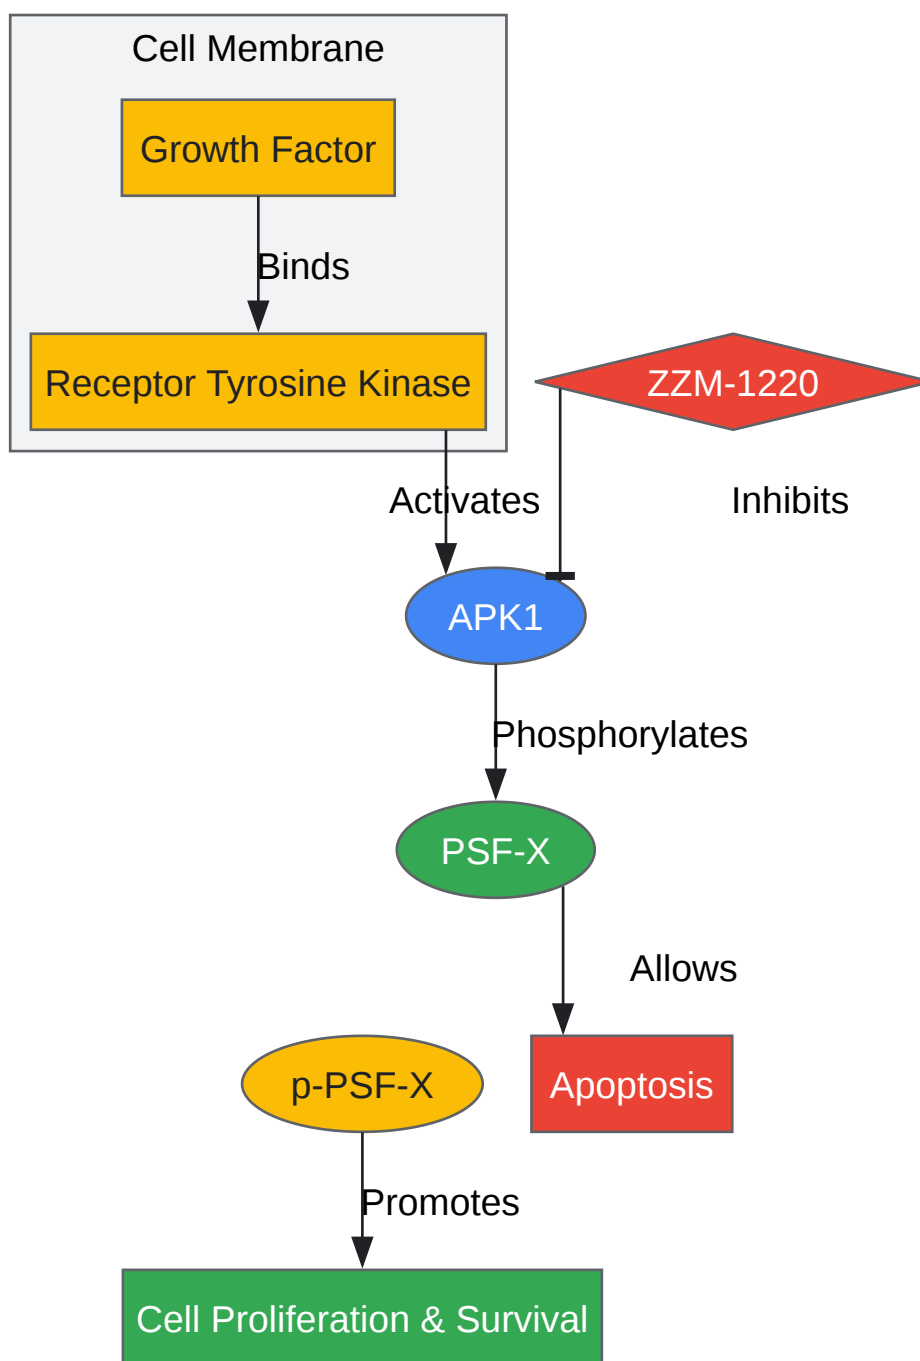 Cell Membrane
Growth Factor
Binds
Receptor Tyrosine Kinase
ZZM-1220
Activates
Inhibits
APK1
Phosphorylates
PSF-X
Allows
p-PSF-X
Apoptosis
Promotes
Cell Proliferation & Survival